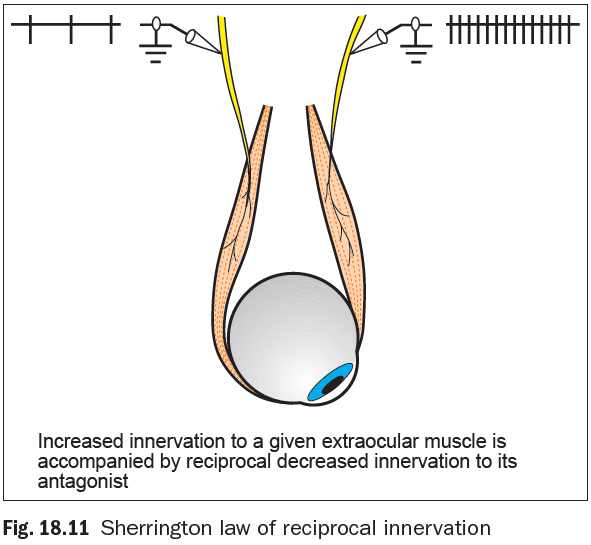 Increased innervation to a given extraocular muscle is
accompanied by reciprocal decreased innervation to its
antagonist
Fig. 18.11 Sherrington law of reciprocal innervation